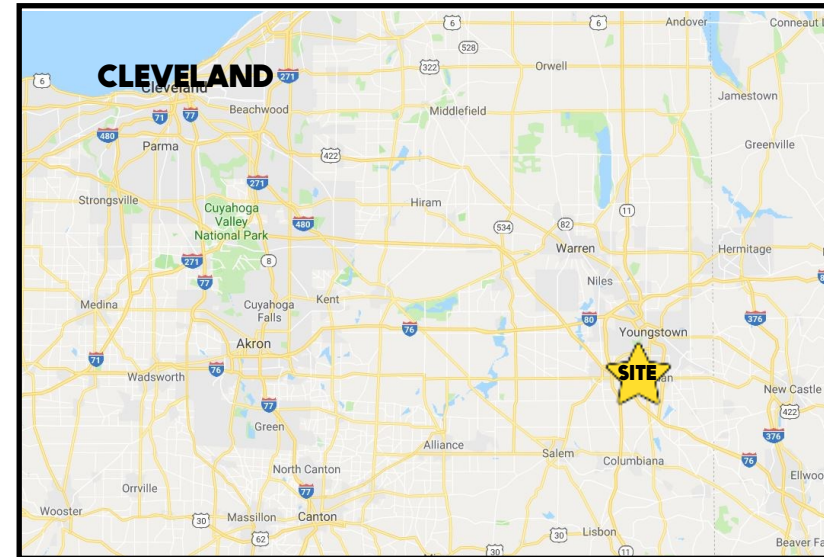 6
6
Andover
Conneaut L
528
CLEVELAND
Cleveland
271
322
Orwell
6
Jamestown
Beachwood
Middlefield
71
77
480
Parma
Greenville
422
271
Strongsville
Cuyahoga
Valley
National Park
Hiram
11
480
534
82
Warren
Hermitage
271
8
77
Niles
Medina
Cuyahoga
Falls
Kent
76
80
376
Youngstown
Akron
71
76
SITE
Wadsworth
New Castle
77
422
Green
376
Alliance
Salem
Columbiana
76
North Canton
Ellwoo
Orrville
77
Wooster
30
Massillon
Canton
62
30
Lisbon
30
11
Beaver Fa